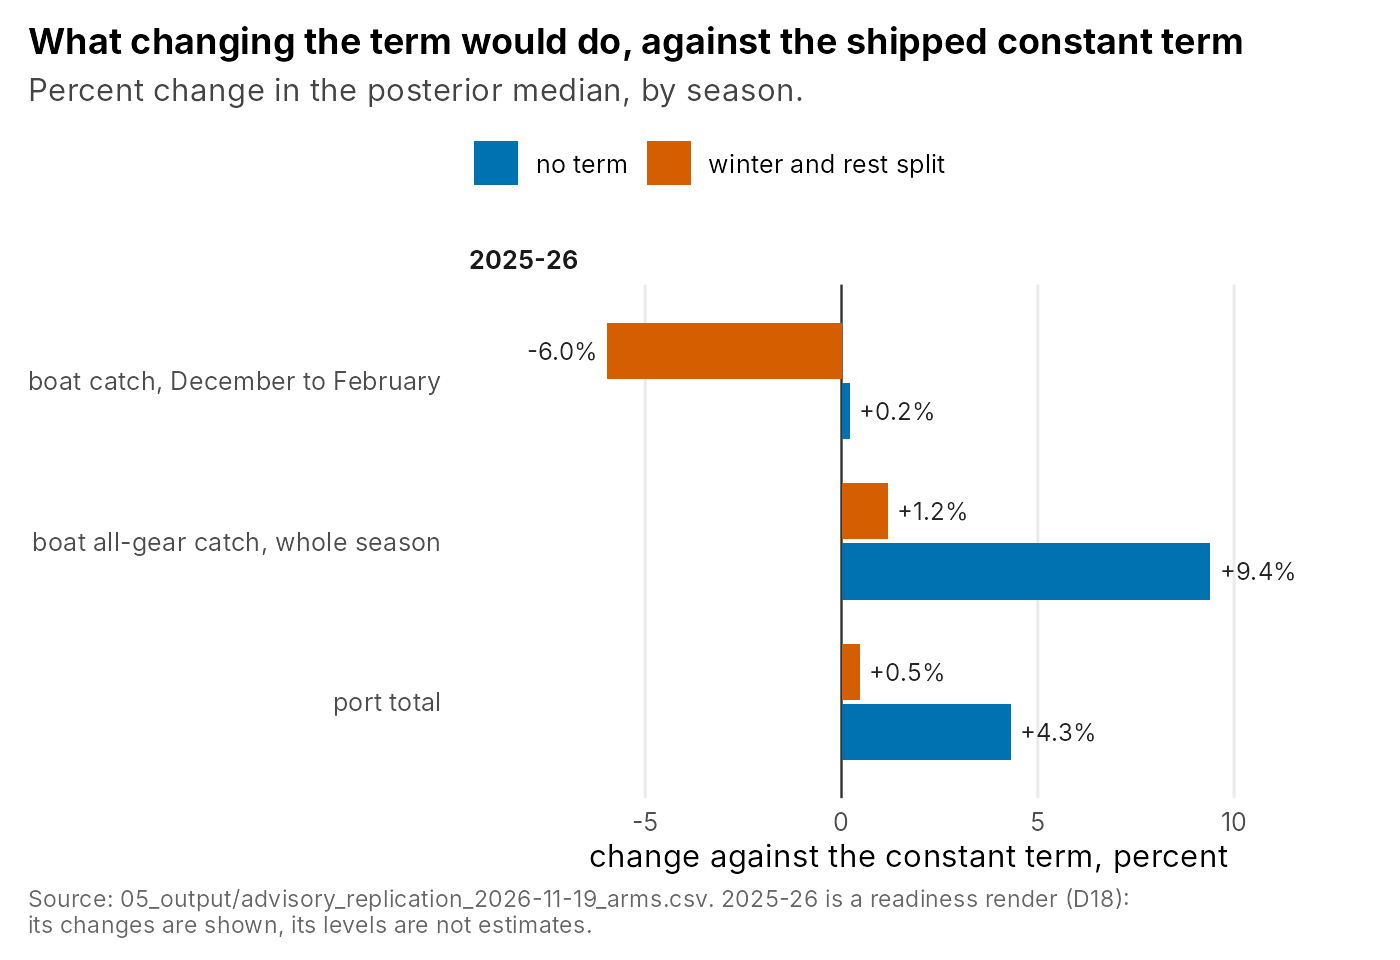 What changing the term would do, against the shipped constant term
Percent change in the posterior median, by season.
no term
winter and rest split
2025-26
boat catch, December to February
-6.0%
+0.2%
boat all-gear catch, whole season
+1.2%
+9.4%
port total
+0.5%
+4.3%
-5
0
5
10
change against the constant term, percent
Source: 05_output/advisory_replication_2026-11-19_arms.csv. 2025-26 is a readiness render (D18):
its changes are shown, its levels are not estimates.